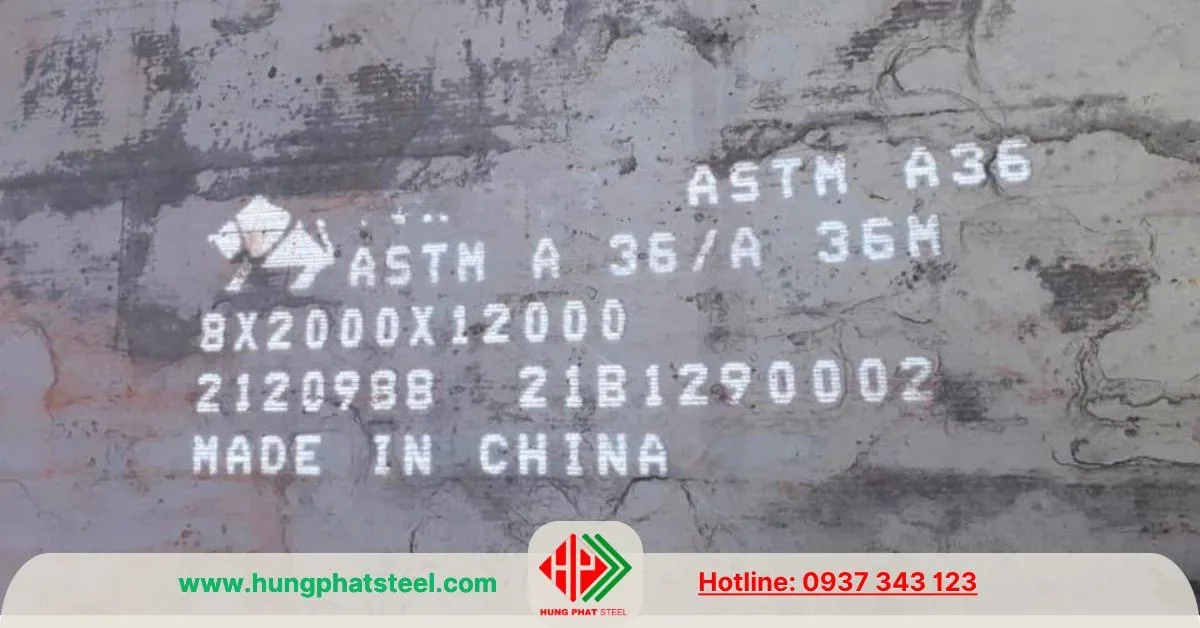 ASTM A36
ASTM A 36/A 36M
8X2000X12000
2120988 21B1290002
MADE IN CHINA
www.hungphatsteel.com
HP
HUNG PHAT STEEL
Hotline: 0937 343 123